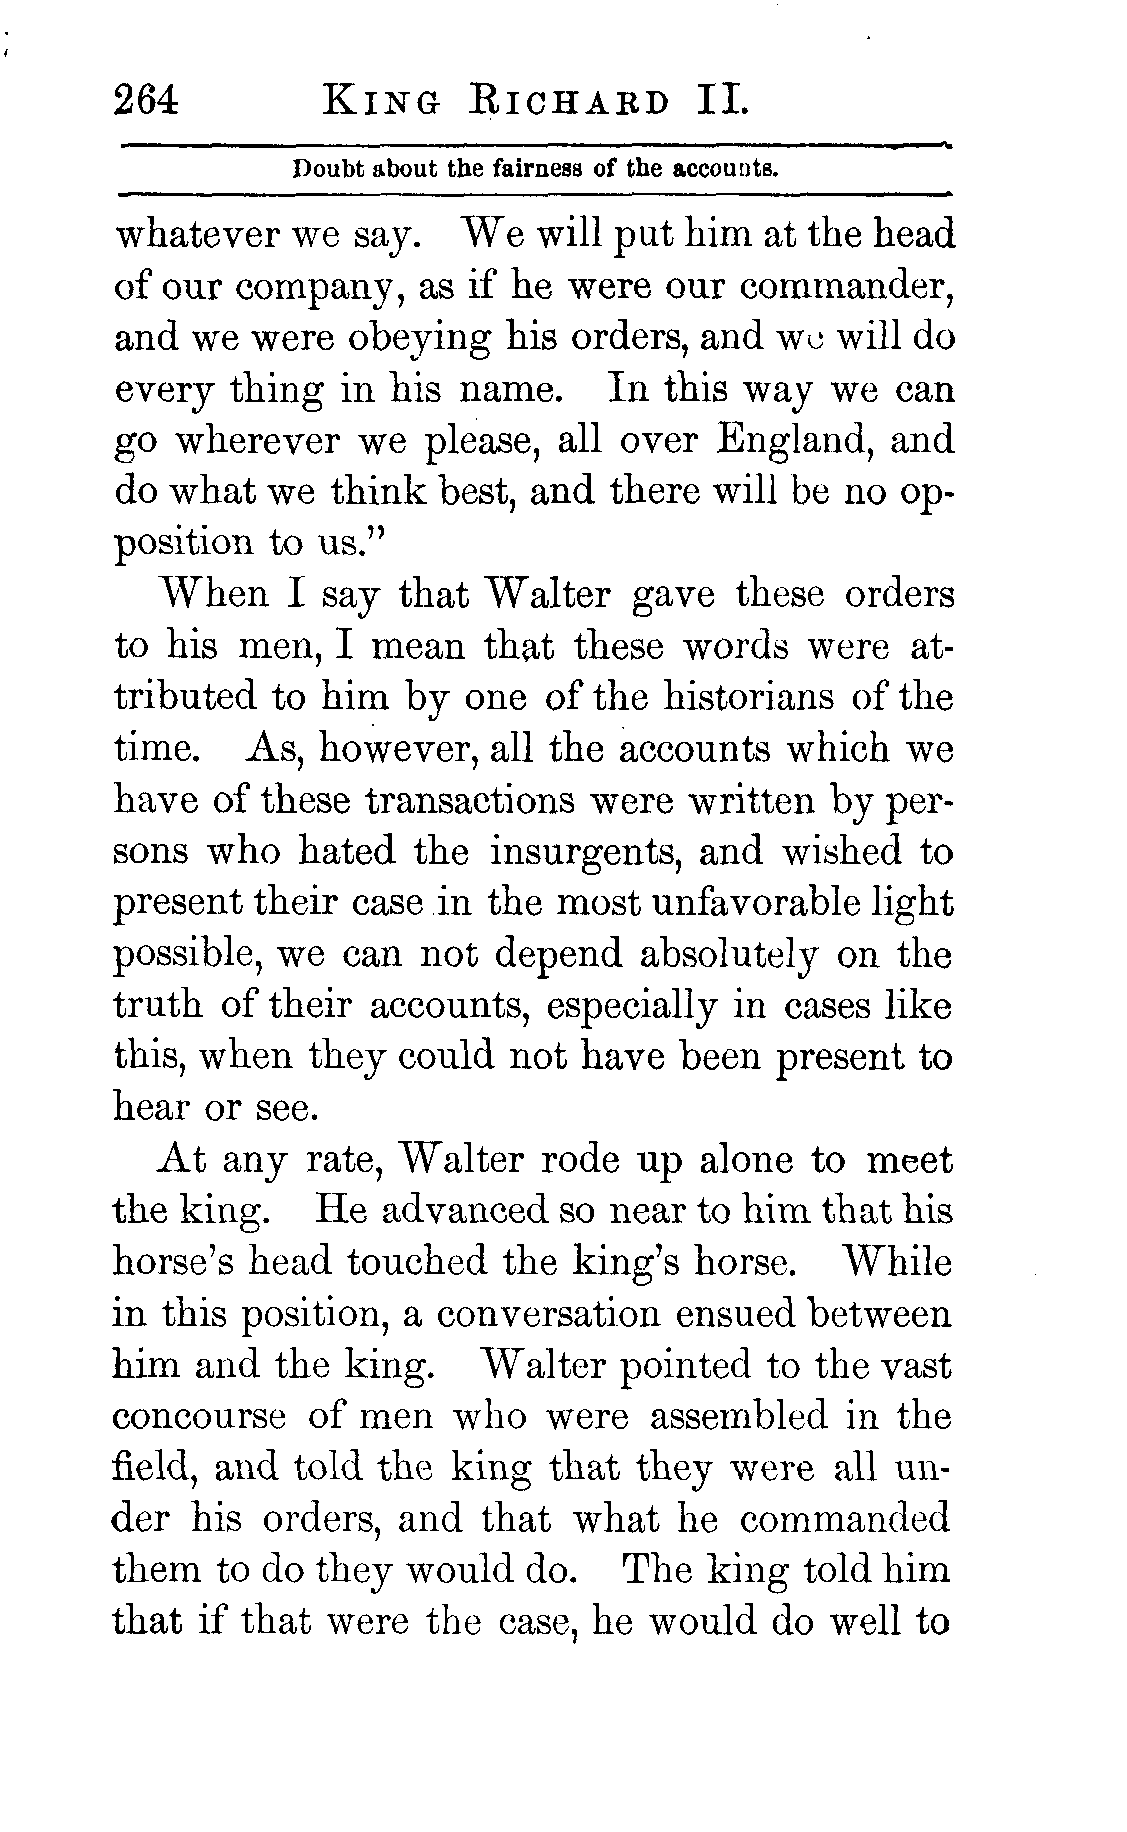 264 KING RICHARD II.
Doubt about the fairness of the accounts.
whatever we say. We will put him at the head
of our company, as if he were our commander,
and we were obeying his orders, and we will do
every thing in his name. In this way we can
go wherever we please, all over England, and
do what we think best, and there will be no op-
position to us.”
When I say that Walter gave these orders
to his men, I mean that these words were at-
tributed to him by one of the historians of the
time. As, however, all the accounts which we
have of these transactions were written by per-
sons who hated the insurgents, and wished to
present their case in the most unfavorable light
possible, we can not depend absolutely on the
truth of their accounts, especially in cases like
this, when they could not have been present to
hear or see.
At any rate, Walter rode up alone to meet
the king. He advanced so near to him that his
horse’s head touched the king’s horse. While
in this position, a conversation ensued between
him and the king. Walter pointed to the vast
concourse of men who were assembled in the
field, and told the king that they were all un-
der his orders, and that what he commanded
them to do they would do. The king told him
that if that were the case, he would do well to